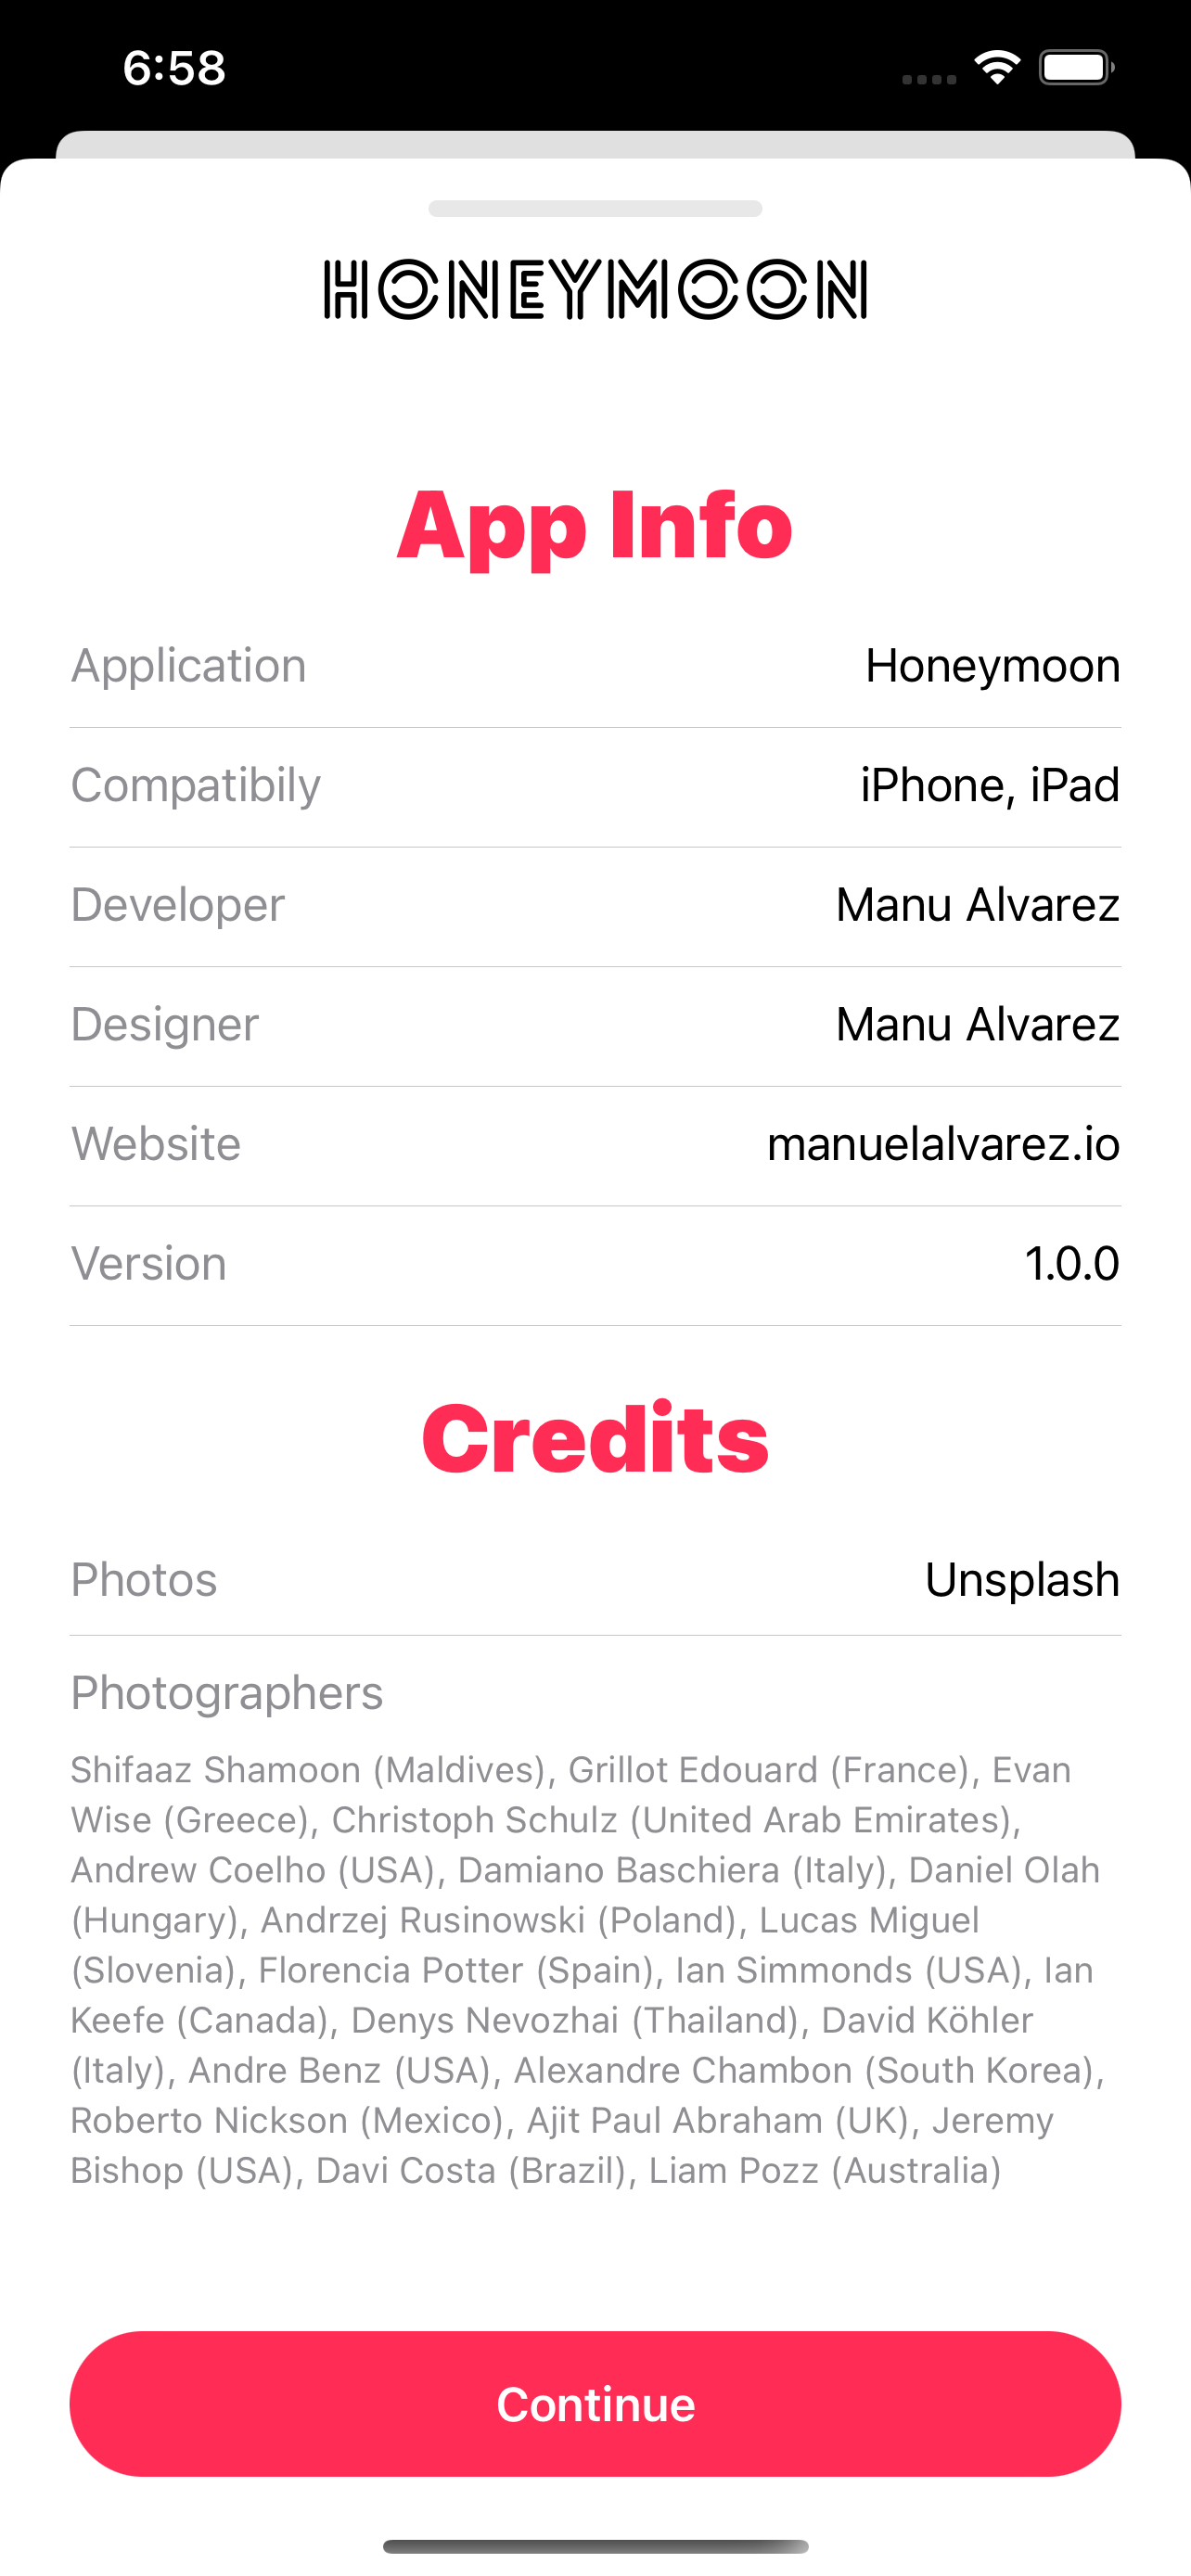 6:58
HONEYMOON
App Info
Application Honeymoon
Compatibily iPhone, iPad
Developer Manu Alvarez
Designer Manu Alvarez
Website manuelalvarez.io
Version 1.0.0
Credits
Photos Unsplash
Photographers
Shifaaz Shamoon (Maldives), Grillot Edouard (France), Evan
Wise (Greece), Christoph Schulz (United Arab Emirates),
Andrew Coelho (USA), Damiano Baschiera (Italy), Daniel Olah
(Hungary), Andrzej Rusinowski (Poland), Lucas Miguel
(Slovenia), Florencia Potter (Spain), Ian Simmonds (USA), Ian
Keefe (Canada), Denys Nevozhai (Thailand), David Köhler
(Italy), Andre Benz (USA), Alexandre Chambon (South Korea),
Roberto Nickson (Mexico), Ajit Paul Abraham (UK), Jeremy
Bishop (USA), Davi Costa (Brazil), Liam Pozz (Australia)
Continue